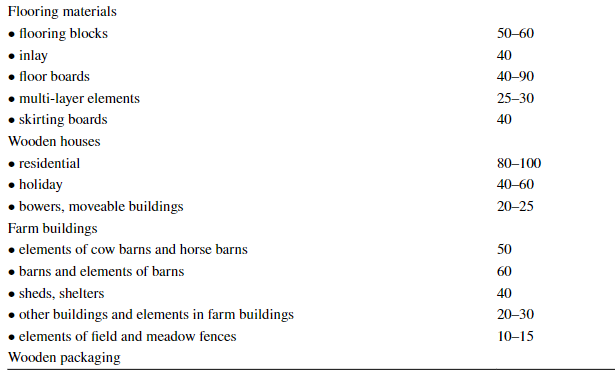 Flooring materials
• flooring blocks 50–60
• inlay 40
• floor boards 40–90
• multi-layer elements 25–30
• skirting boards 40
Wooden houses
• residential 80–100
• holiday 40–60
• bowers, moveable buildings 20–25
Farm buildings
• elements of cow barns and horse barns 50
• barns and elements of barns 60
• sheds, shelters 40
• other buildings and elements in farm buildings 20–30
• elements of field and meadow fences 10–15
Wooden packaging